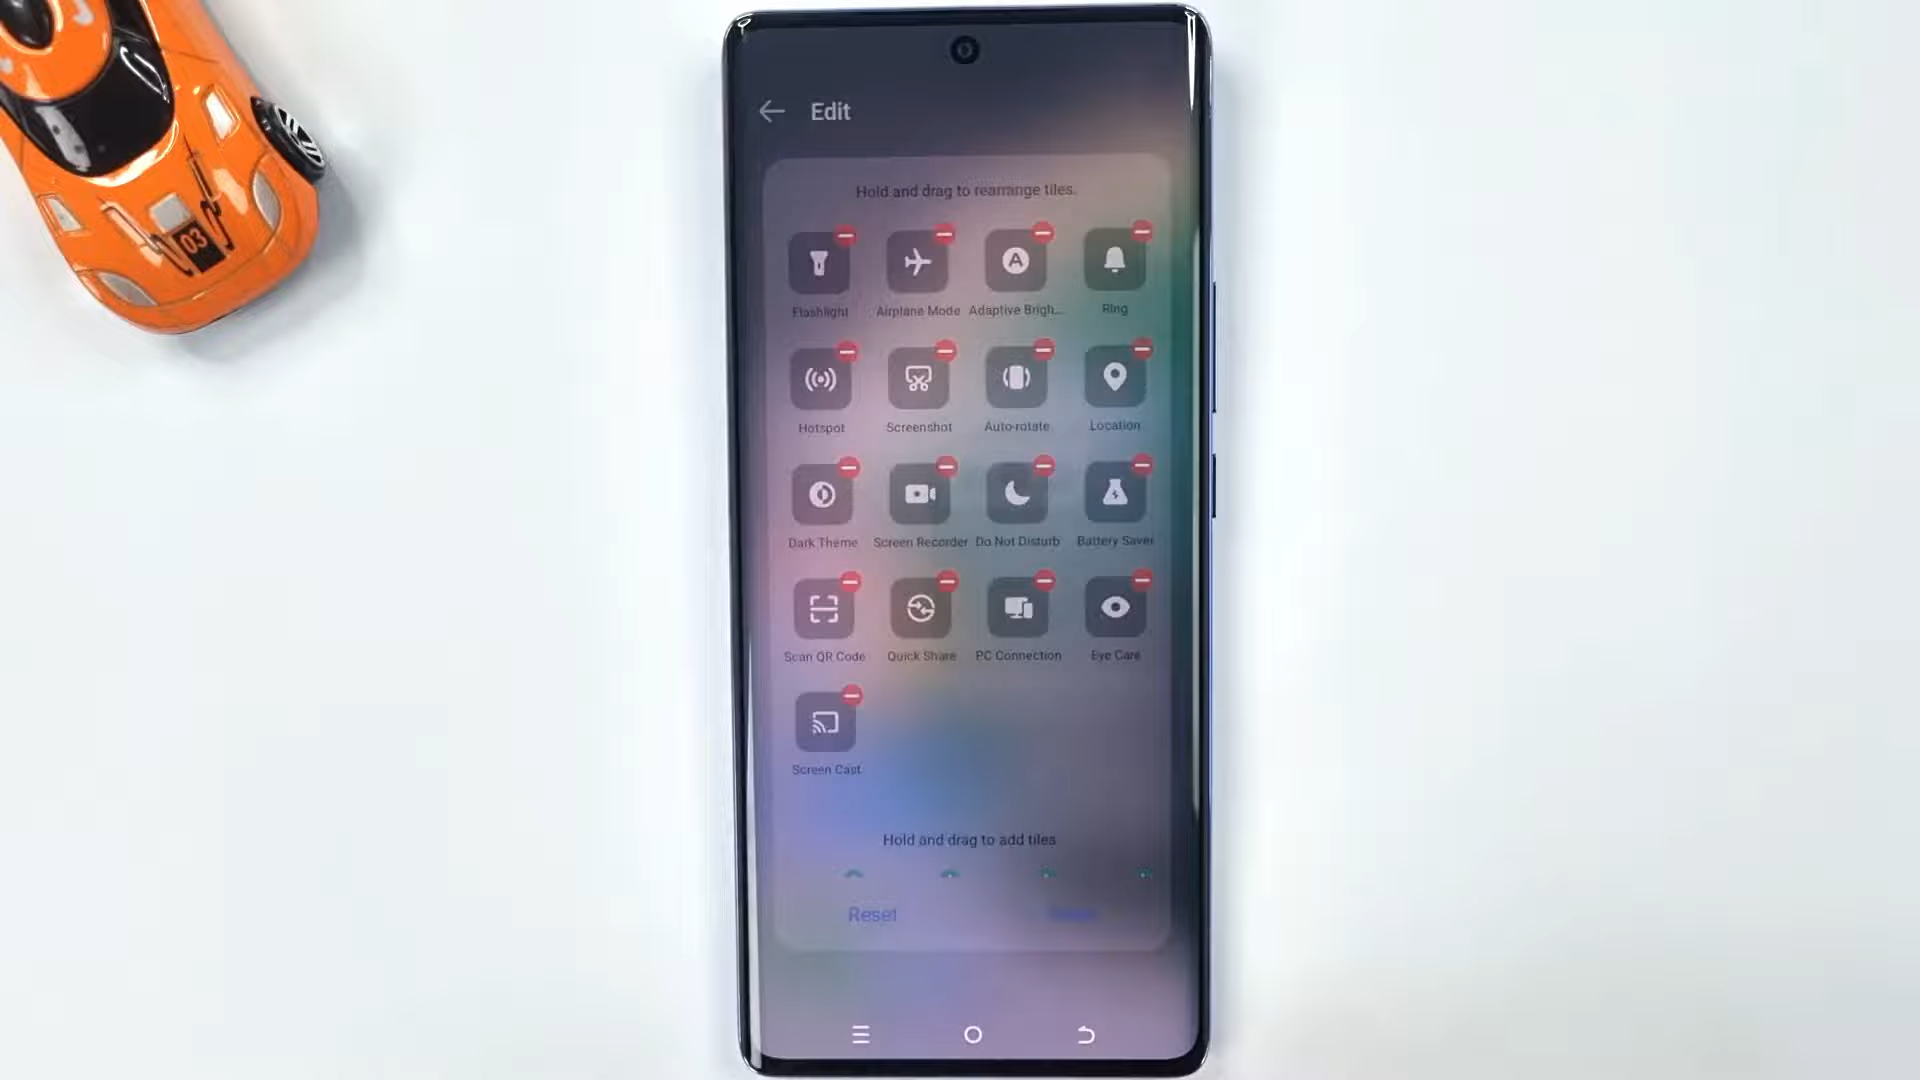 03
Edit
Hold and drag to rearrange tiles.
Flashlight
Airplane Mode
Adaptive Brigh...
Ring
Hotspot
Screenshot
Auto-rotate
Location
Dark Theme
Screen Recorder
Do Not Disturb
Battery Saver
Scan QR Code
Quick Share
PC Connection
Eye Care
Screen Cast
Hold and drag to add tiles
Reset